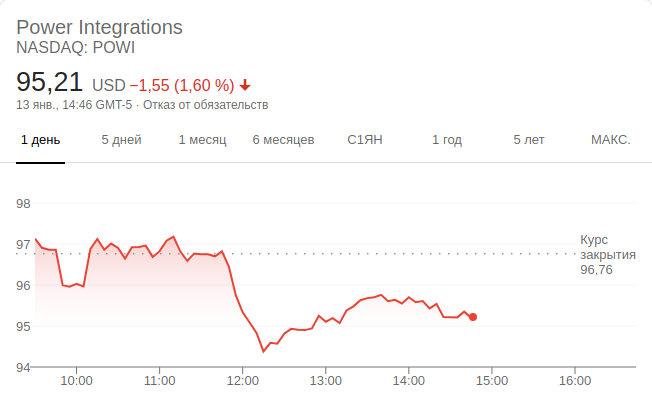 Power Integrations
NASDAQ: POWI
95,21 USD −1,55 (1,60 %)
13 янв., 14:46 GMT-5 · Отказ от обязательств
1 день 5 дней 1 месяц 6 месяцев С1ЯН 1 год 5 лет МАКС.
98
97
96
95
94
Курс
закрытия
96,76
10:00 11:00 12:00 13:00 14:00 15:00 16:00